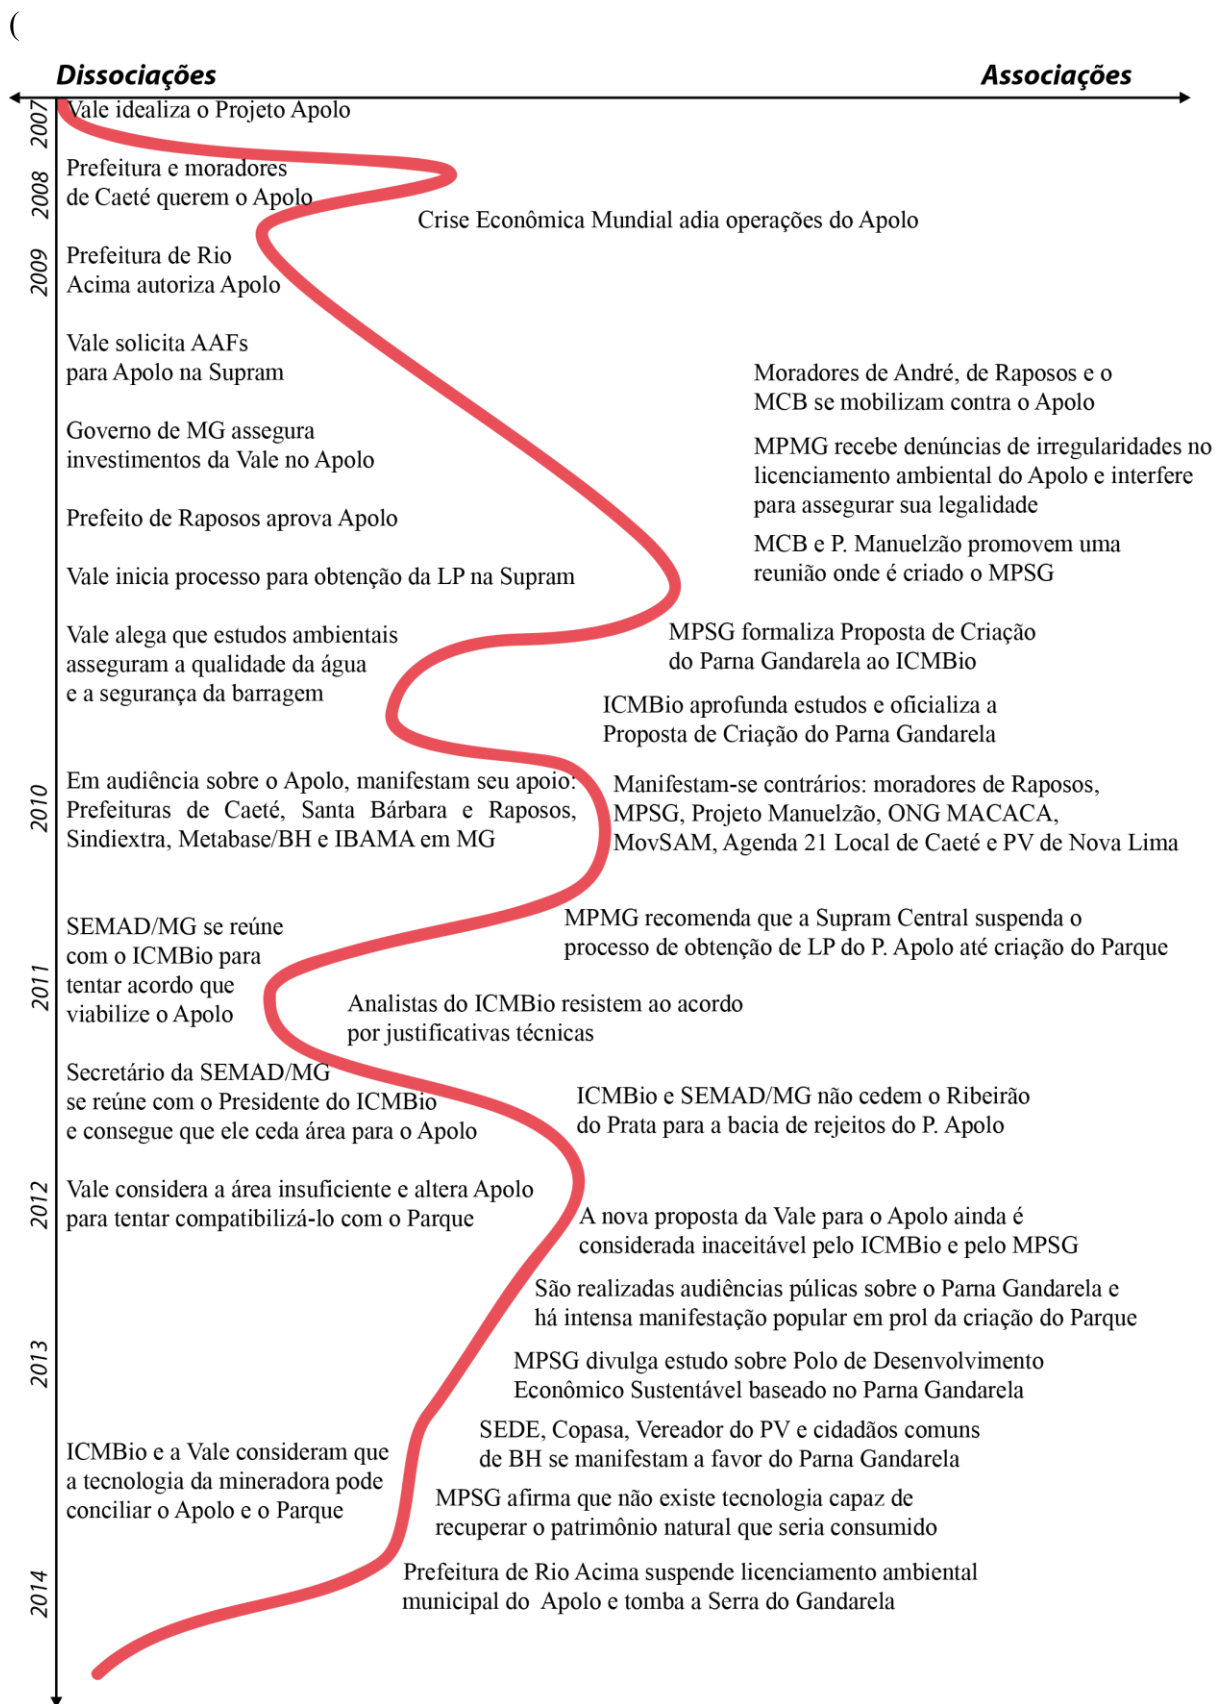 (
Dissociações
Associações
2007
Vale idealiza o Projeto Apolo
2008
Prefeitura e moradores
de Caeté querem o Apolo
Crise Econômica Mundial adia operações do Apolo
2009
Prefeitura de Rio
Acima autoriza Apolo
Vale solicita AAFs
para Apolo na Supram
Moradores de André, de Raposos e o
MCB se mobilizam contra o Apolo
Governo de MG assegura
investimentos da Vale no Apolo
MPMG recebe denúncias de irregularidades no
licenciamento ambiental do Apolo e interfere
para assegurar sua legalidade
Prefeito de Raposos aprova Apolo
MCB e P. Manuelzão promovem uma
reunião onde é criado o MPSG
Vale inicia processo para obtenção da LP na Supram
Vale alega que estudos ambientais
asseguram a qualidade da água
e a segurança da barragem
MPSG formaliza Proposta de Criação
do Parna Gandarela ao ICMBio
ICMBio aprofunda estudos e oficializa a
Proposta de Criação do Parna Gandarela
2010
Em audiência sobre o Apolo, manifestam seu apoio:
Prefeituras de Caeté, Santa Bárbara e Raposos,
Sindiextra, Metabase/BH e IBAMA em MG
Manifestam-se contrários: moradores de Raposos,
MPSG, Projeto Manuelzão, ONG MACACA,
MovSAM, Agenda 21 Local de Caeté e PV de Nova Lima
MPMG recomenda que a Supram Central suspenda o
processo de obtenção de LP do P. Apolo até criação do Parque
2011
SEMAD/MG se reúne
com o ICMBio para
tentar acordo que
viabilize o Apolo
Analistas do ICMBio resistem ao acordo
por justificativas técnicas
Secretário da SEMAD/MG
se reúne com o Presidente do ICMBio
e consegue que ele ceda área para o Apolo
ICMBio e SEMAD/MG não cedem o Ribeirão
do Prata para a bacia de rejeitos do P. Apolo
2012
Vale considera a área insuficiente e altera Apolo
para tentar compatibilizá-lo com o Parque
A nova proposta da Vale para o Apolo ainda é
considerada inaceitável pelo ICMBio e pelo MPSG
São realizadas audiências púlicas sobre o Parna Gandarela e
há intensa manifestação popular em prol da criação do Parque
2013
MPSG divulga estudo sobre Polo de Desenvolvimento
Econômico Sustentável baseado no Parna Gandarela
SEDE, Copasa, Vereador do PV e cidadãos comuns
de BH se manifestam a favor do Parna Gandarela
ICMBio e a Vale consideram que
a tecnologia da mineradora pode
conciliar o Apolo e o Parque
MPSG afirma que não existe tecnologia capaz de
recuperar o patrimônio natural que seria consumido
2014
Prefeitura de Rio Acima suspende licenciamento ambiental
municipal do Apolo e tomba a Serra do Gandarela